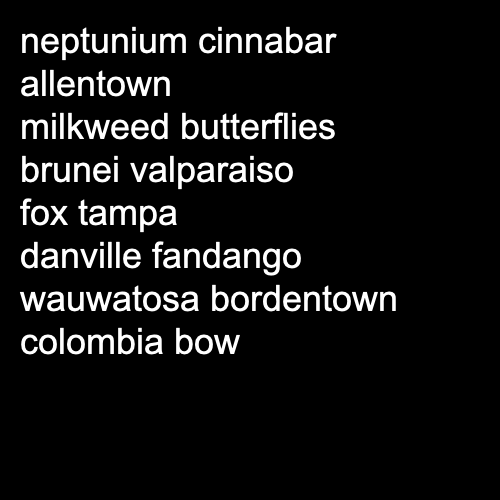 neptunium cinnabar
allentown
milkweed butterflies
brunei valparaiso
fox tampa
danville fandango
wauwatosa bordentown
colombia bow